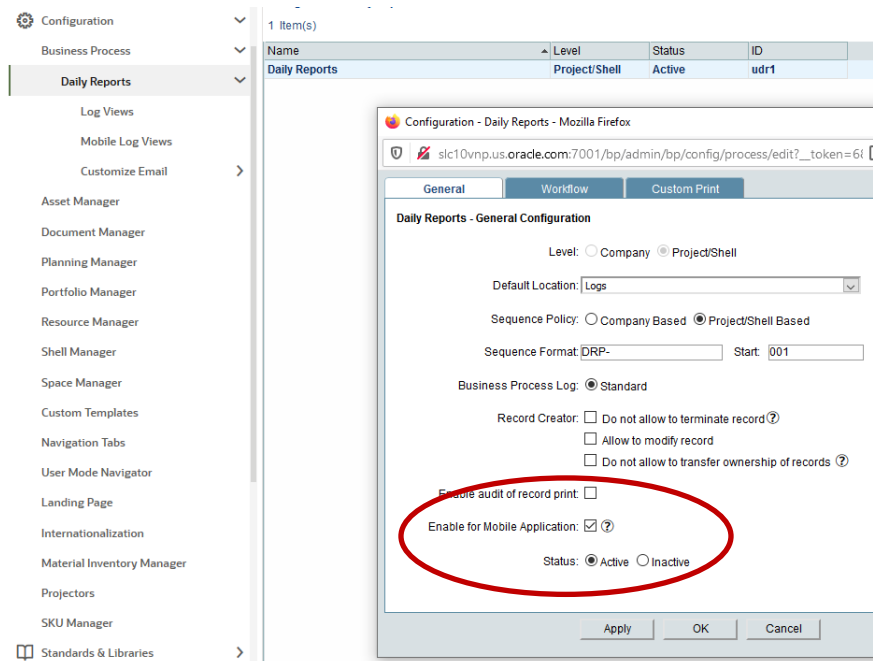 Configuration
Business Process
Daily Reports
Log Views
Mobile Log Views
Customize Email
Asset Manager
Document Manager
Planning Manager
Portfolio Manager
Resource Manager
Shell Manager
Space Manager
Custom Templates
Navigation Tabs
User Mode Navigator
Landing Page
Internationalization
Material Inventory Manager
Projectors
SKU Manager
Standards & Libraries
1 Item(s)
Name Level Status ID
Daily Reports Project/Shell Active udr1
Configuration - Daily Reports - Mozilla Firefox
slc10vnp.us.oracle.com:7001/bp/admin/bp/config/process/edit?__token=6
General Workflow Custom Print
Daily Reports - General Configuration
Level: Company Project/Shell
Default Location: Logs
Sequence Policy: Company Based Project/Shell Based
Sequence Format: DRP- Start: 001
Business Process Log: Standard
Record Creator: Do not allow to terminate record ?
Allow to modify record
Do not allow to transfer ownership of records ?
Enable audit of record print:
Enable for Mobile Application: ?
Status: Active Inactive
Apply OK Cancel